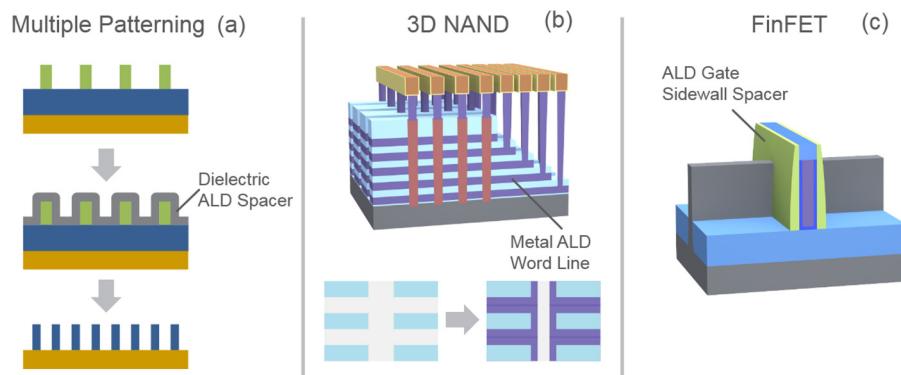 Multiple Patterning (a)
Dielectric
ALD Spacer
3D NAND (b)
Metal ALD
Word Line
FinFET (c)
ALD Gate
Sidewall Spacer